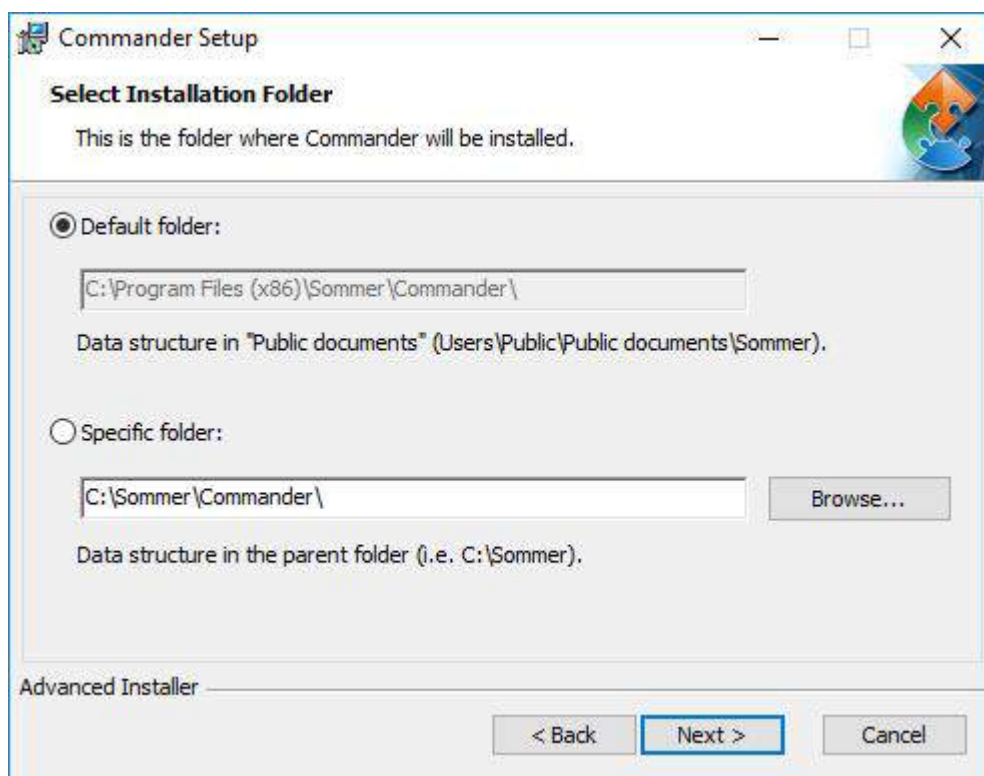 Commander Setup
Select Installation Folder
This is the folder where Commander will be installed.
Default folder:
C:\Program Files (x86)\Sommer\Commander\
Data structure in "Public documents" (Users\Public\Public documents\Sommer).
Specific folder:
C:\Sommer\Commander\
Browse...
Data structure in the parent folder (i.e. C:\Sommer).
Advanced Installer
< Back Next > Cancel